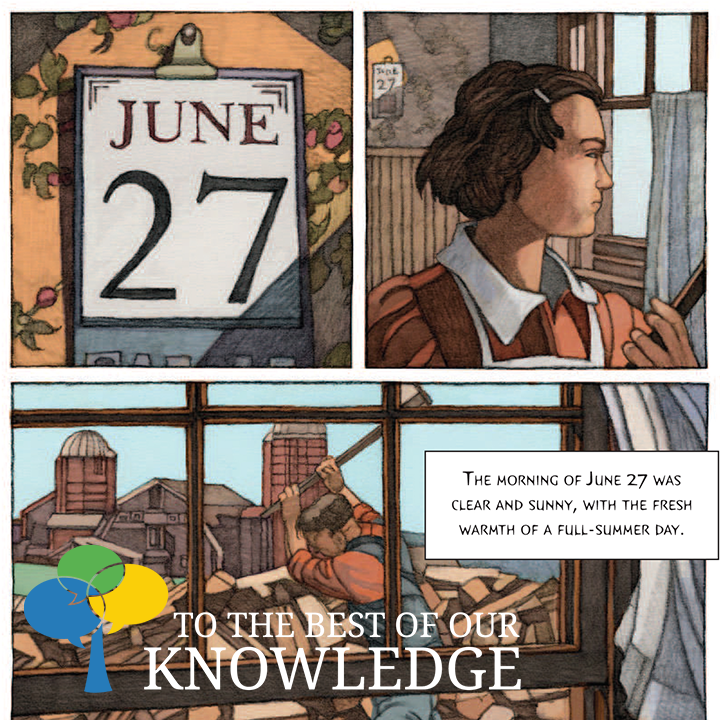 JUNE
27
JUNE
27
The morning of June 27 was
clear and sunny, with the fresh
warmth of a full-summer day.
TO THE BEST OF OUR
KNOWLEDGE